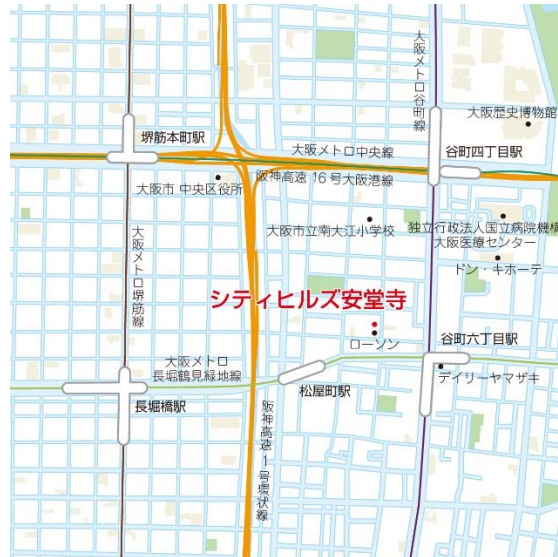 大阪メトロ谷町線
大阪歴史博物館
堺筋本町駅
大阪メトロ中央線
谷町四丁目駅
大阪市 中央区役所
阪神高速 16 号大阪港線
大阪市立南大江小学校
独立行政法人国立病院機構
大阪医療センター
ドン・キホーテ
大阪メトロ堺筋線
シティヒルズ安堂寺
ローソン
谷町六丁目駅
デイリーヤマザキ
大阪メトロ
長堀鶴見緑地線
松屋町駅
長堀橋駅
阪神高速 1 号環状線